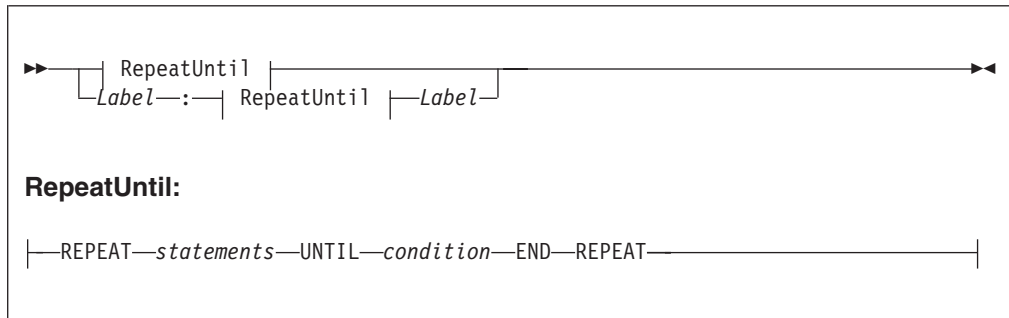 RepeatUntil
Label : RepeatUntil Label
RepeatUntil:
REPEAT statements UNTIL condition END REPEAT